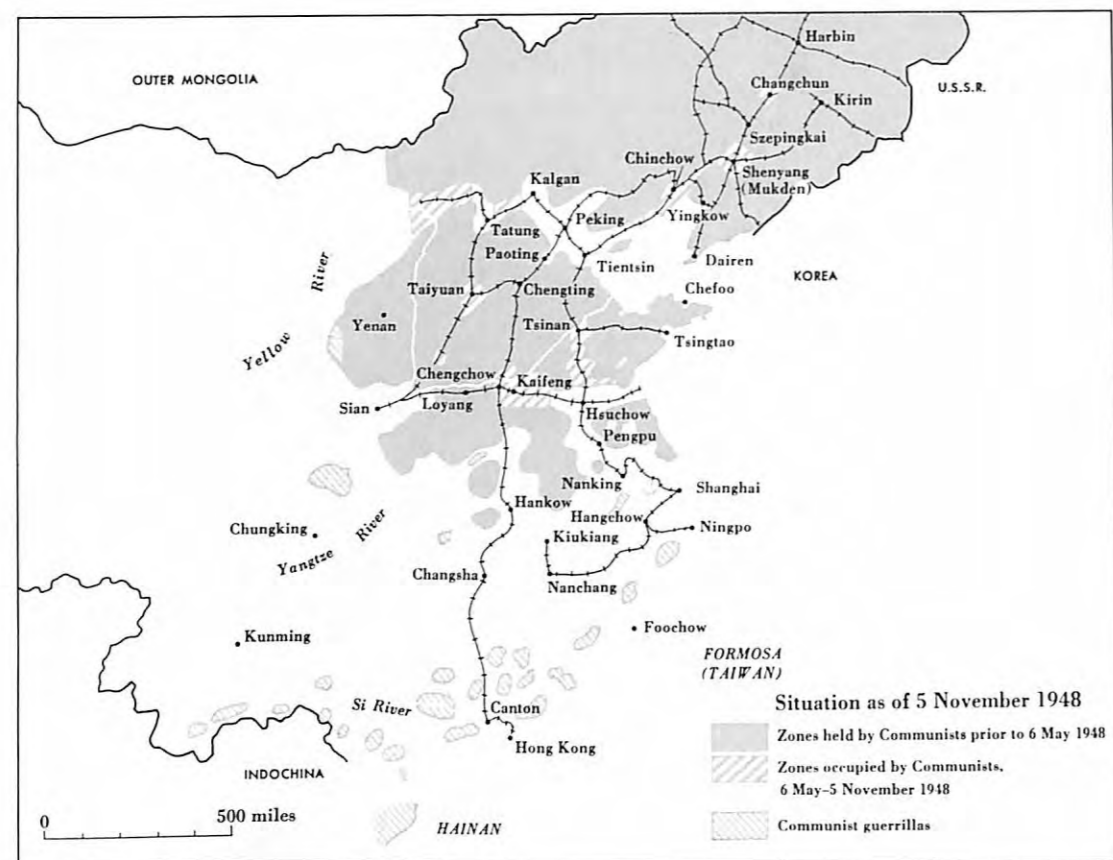 OUTER MONGOLIA
U.S.S.R.
Harbin
Changchun
Kirin
Szepingkai
Chinchow
Shenyang
(Mukden)
Kalgan
Yingkow
Tatung
Peking
Paoting
Tientsin
Dairen
KOREA
Yellow River
Taiyuan
Chengting
Chefoo
Yenan
Tsinan
Tsingtao
Chengchow
Kaifeng
Sian
Loyang
Hsuchow
Pengpu
Nanking
Shanghai
Hankow
Hangchow
Ningpo
Chungking
Yangtze River
Kiukiang
Changsha
Nanchang
Kunming
Foochow
FORMOSA
(TAIWAN)
Si River
Canton
Hong Kong
INDOCHINA
HAINAN
0 500 miles
Situation as of 5 November 1948
Zones held by Communists prior to 6 May 1948
Zones occupied by Communists,
6 May–5 November 1948
Communist guerrillas